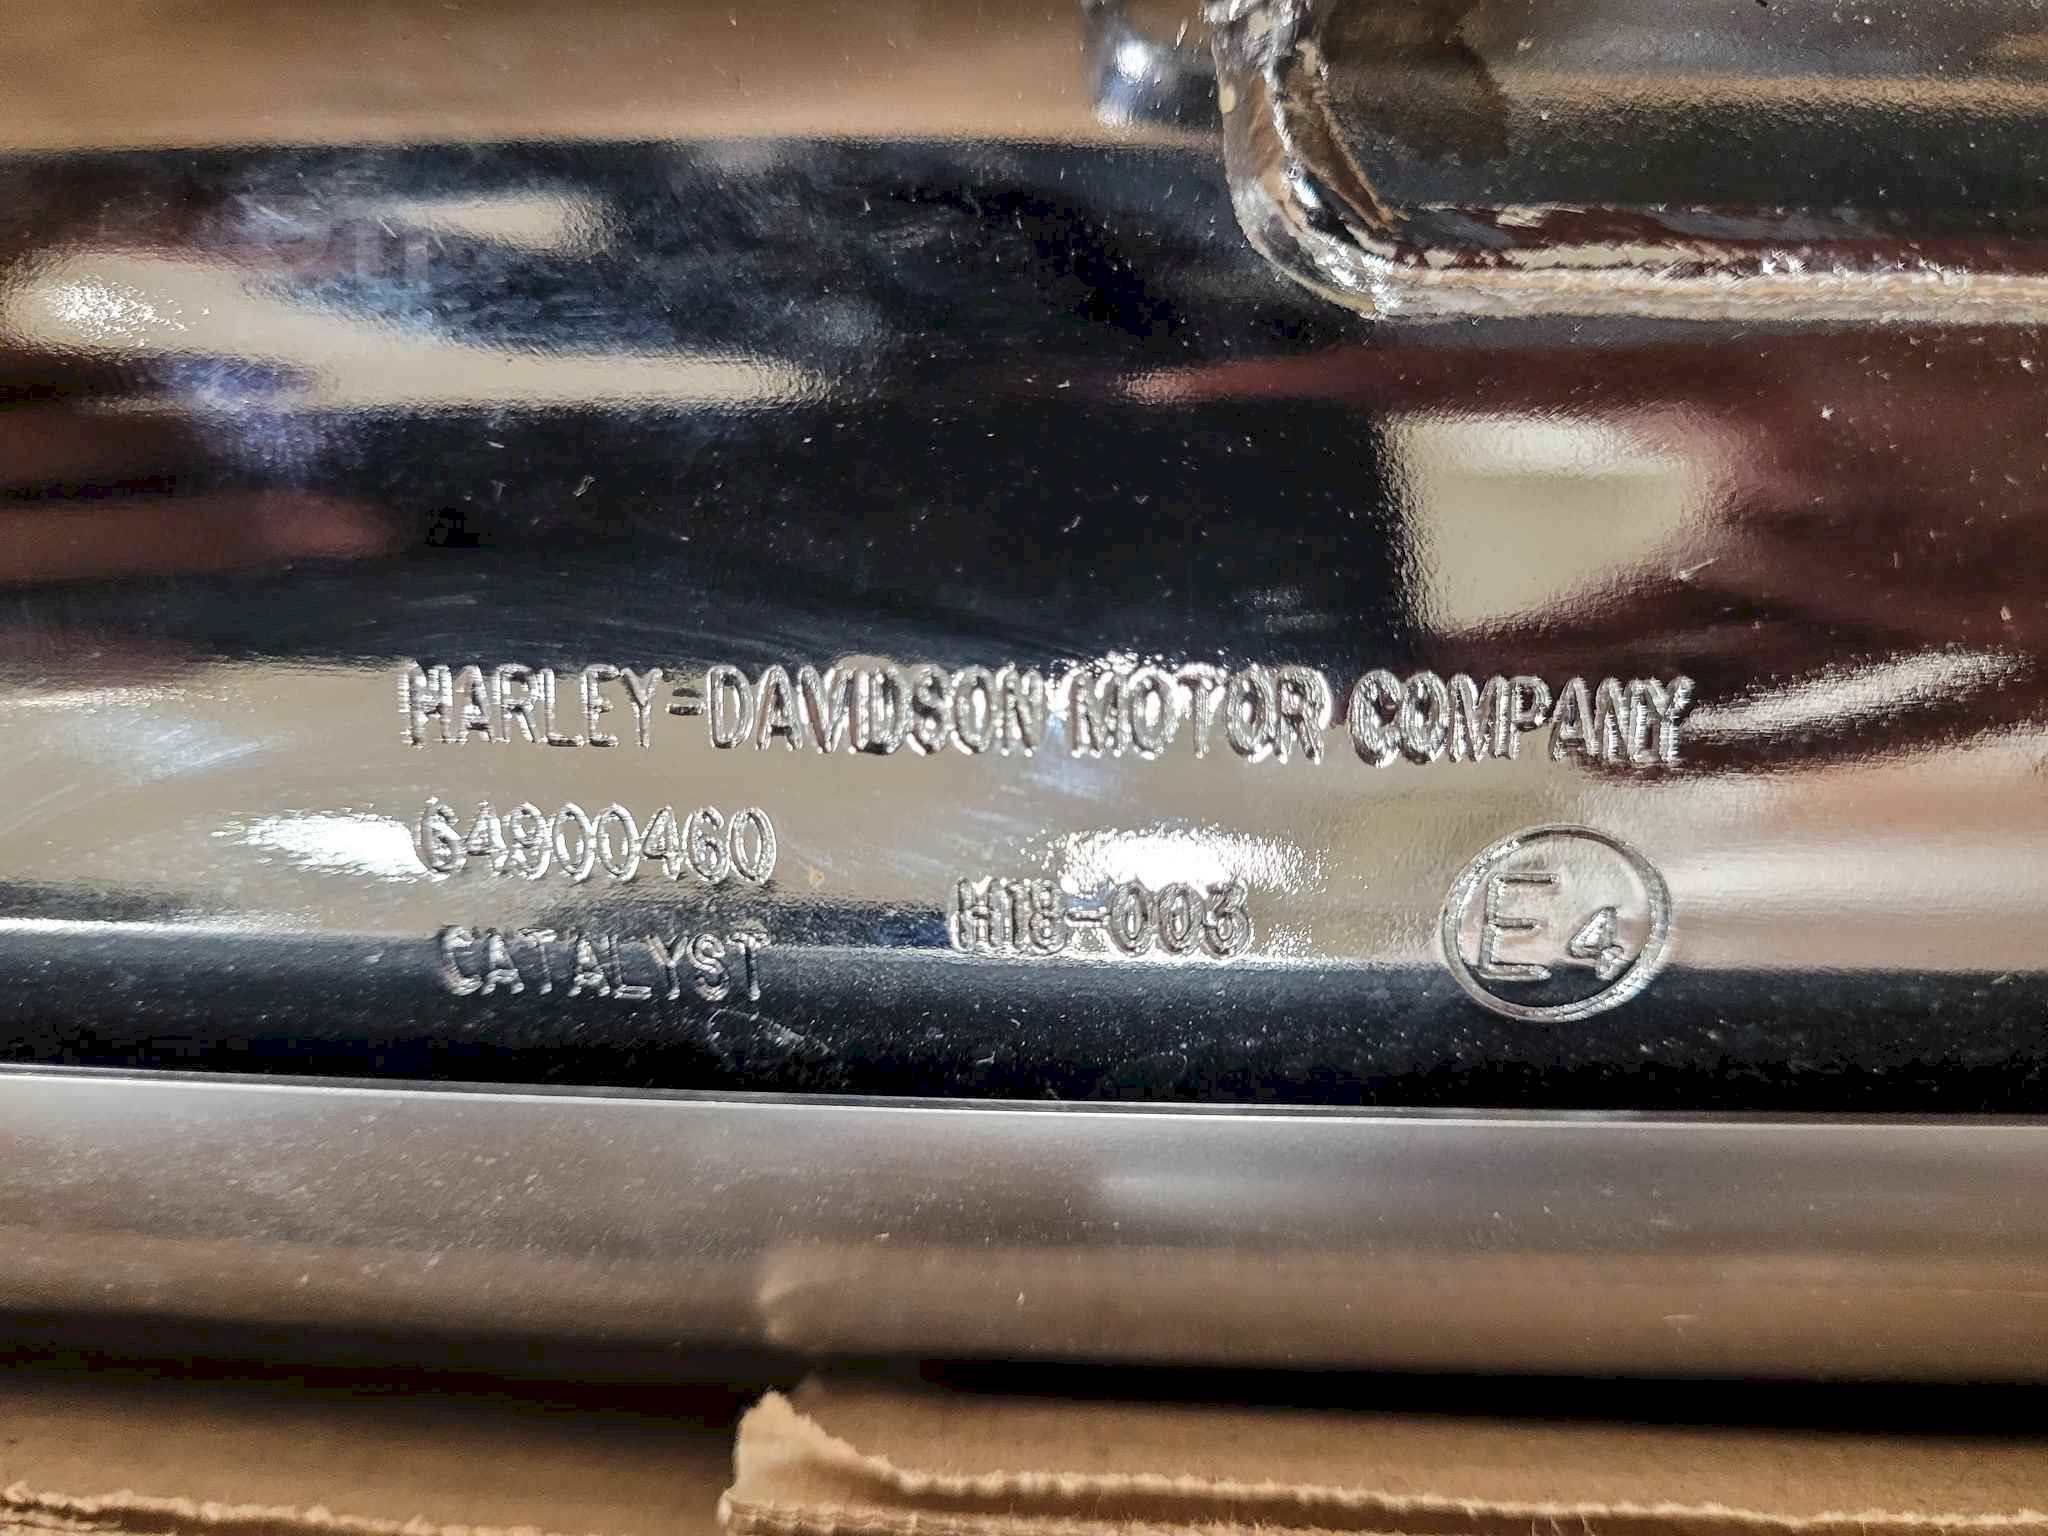 HARLEY-DAVIDSON MOTOR COMPANY
64900460
CATALYST
H18-003
E4